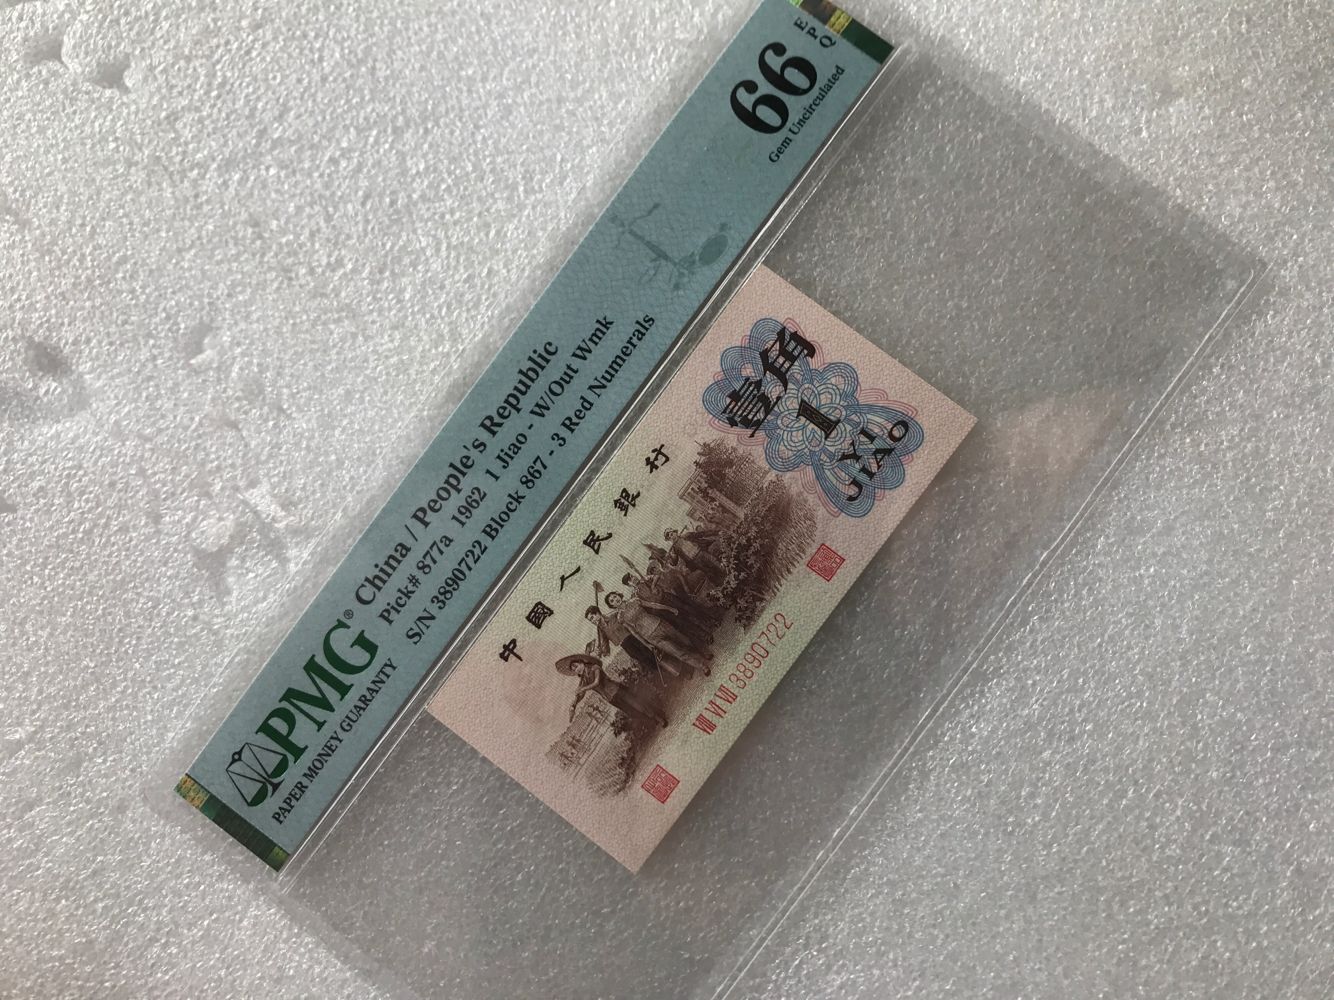 PMG®
PAPER MONEY GUARANTY
China / People's Republic
Pick# 877a 1962 1 Jiao - W/Out Wmk
S/N 3890722 Block 867 - 3 Red Numerals
66
EPQ
Gem Uncirculated
中國人民銀行
壹角
1
YI
JIAO
VIII VI VII 3890722